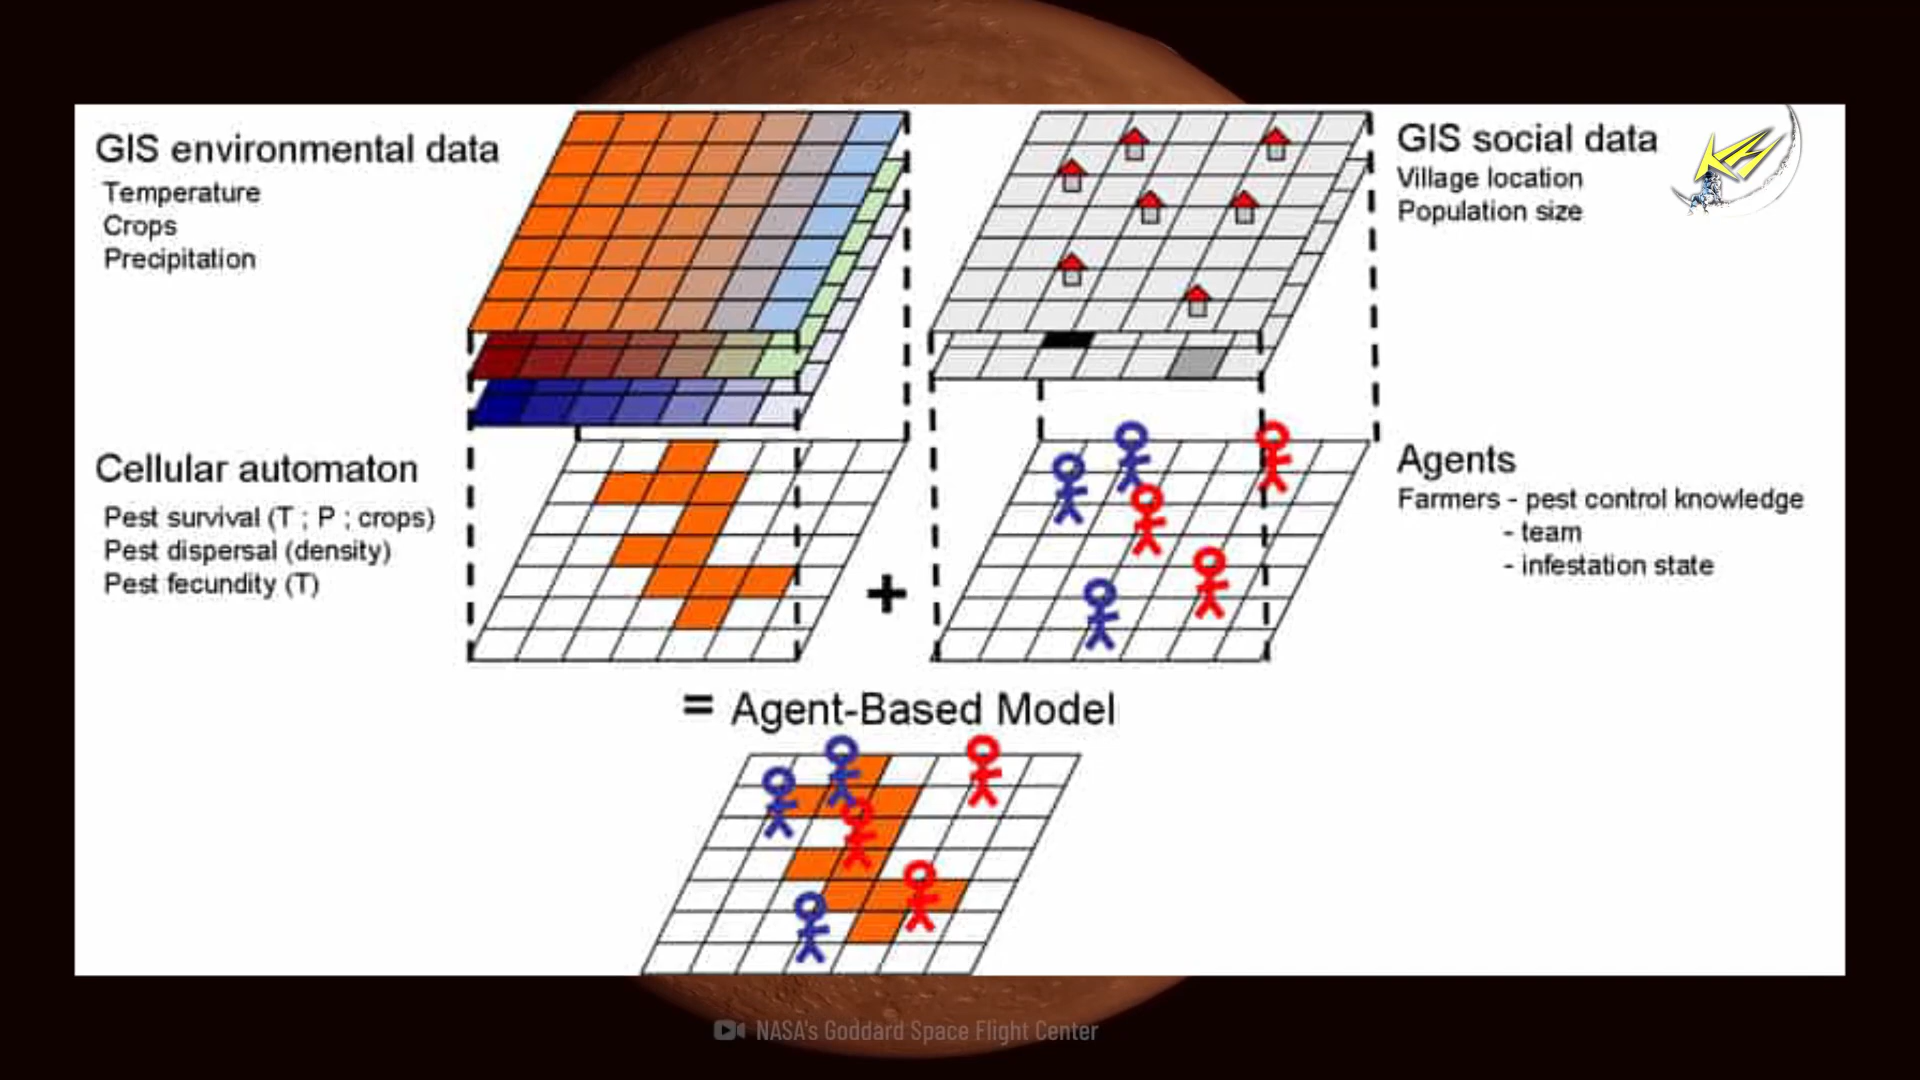 GIS environmental data
Temperature
Crops
Precipitation
GIS social data
Village location
Population size
KM
Cellular automaton
Pest survival (T ; P ; crops)
Pest dispersal (density)
Pest fecundity (T)
+
Agents
Farmers - pest control knowledge
- team
- infestation state
= Agent-Based Model
NASA's Goddard Space Flight Center